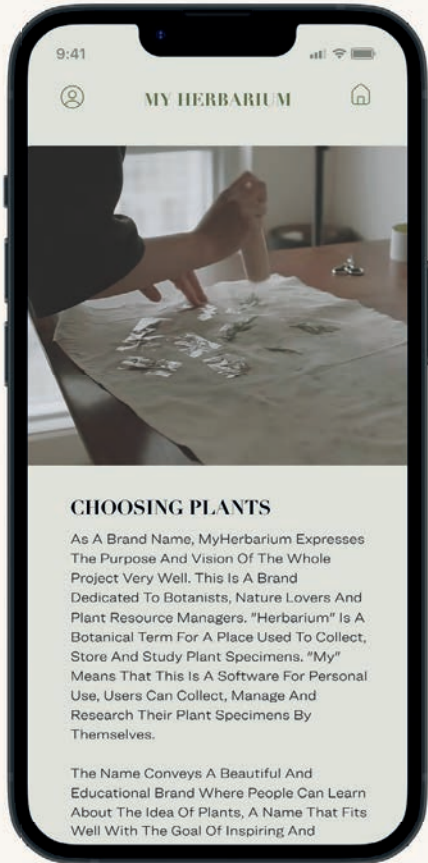 9:41
MY HERBARIUM
CHOOSING PLANTS
As A Brand Name, MyHerbarium Expresses
The Purpose And Vision Of The Whole
Project Very Well. This Is A Brand
Dedicated To Botanists, Nature Lovers And
Plant Resource Managers. "Herbarium" Is A
Botanical Term For A Place Used To Collect,
Store And Study Plant Specimens. "My"
Means That This Is A Software For Personal
Use, Users Can Collect, Manage And
Research Their Plant Specimens By
Themselves.
The Name Conveys A Beautiful And
Educational Brand Where People Can Learn
About The Idea Of Plants, A Name That Fits
Well With The Goal Of Inspiring And